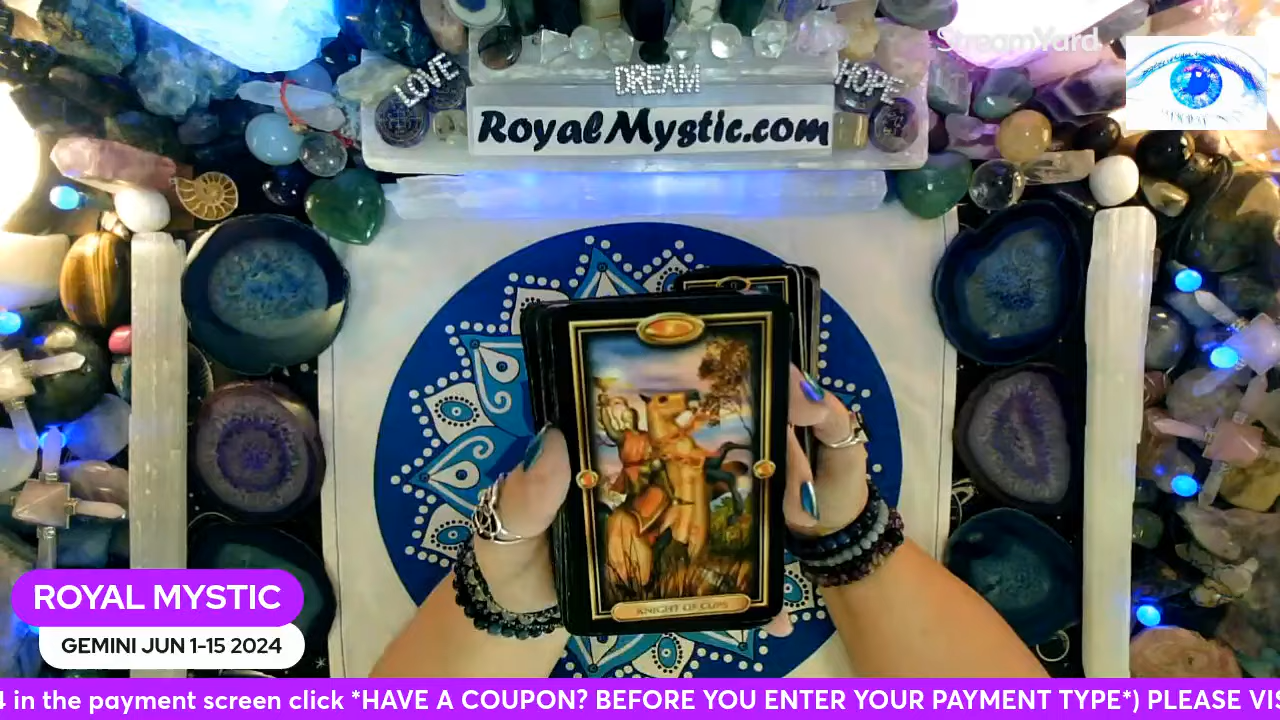 StreamYard
LOVE
DREAM
HOPE
RoyalMystic.com
KNIGHT OF CUPS
ROYAL MYSTIC
GEMINI JUN 1-15 2024
4 in the payment screen click *HAVE A COUPON? BEFORE YOU ENTER YOUR PAYMENT TYPE*) PLEASE VIS